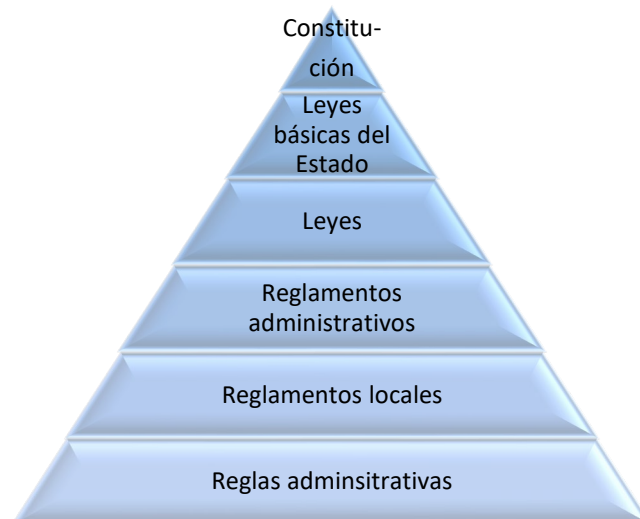 Constitu-
ción
Leyes
básicas del
Estado
Leyes
Reglamentos
administrativos
Reglamentos locales
Reglas adminsitrativas